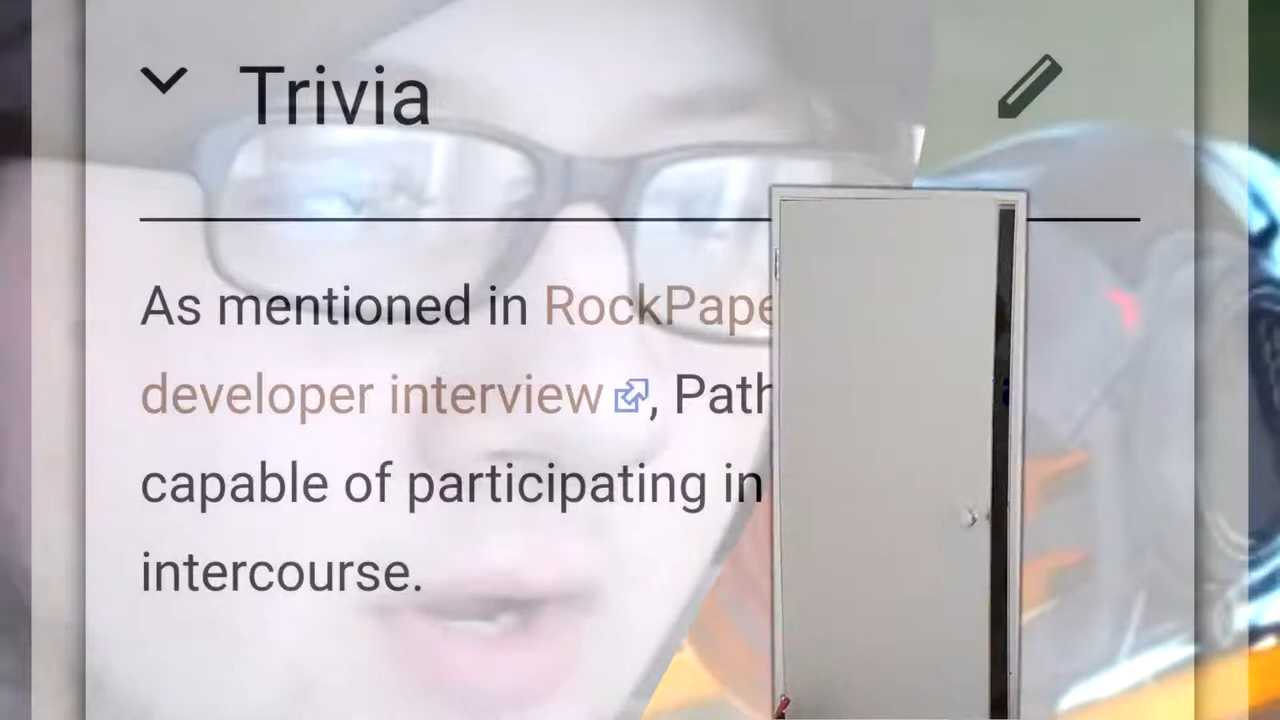 Trivia
As mentioned in RockPape
developer interview, Path
capable of participating in
intercourse.